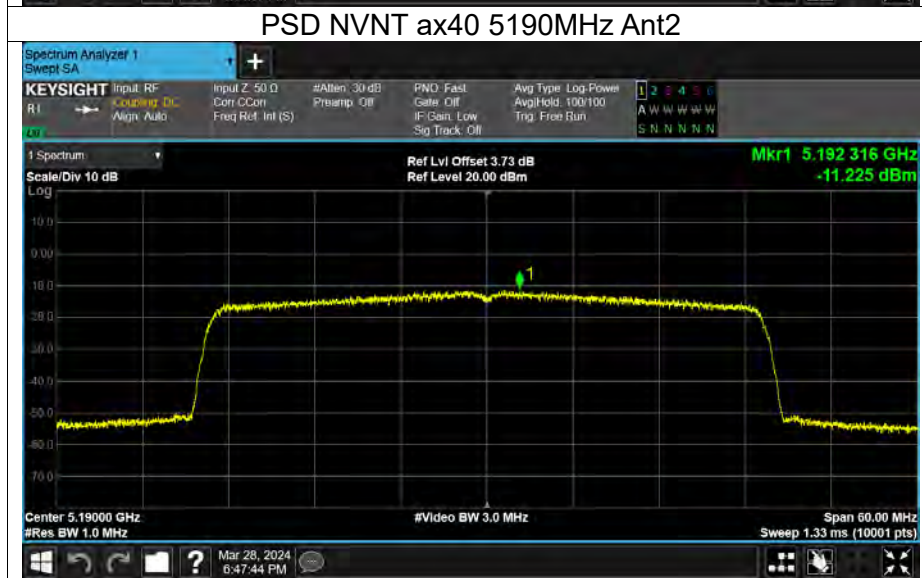 PSD NVNT ax40 5190MHz Ant2
Spectrum Analyzer 1
Swept SA
+
KEYSIGHT
Input: RF
Input Z: 50 Ω
#Atten: 30 dB
PNO: Fast
Avg Type: Log-Power
1 2 3 4 5 6
Coupling: DC
Corr CCorr
Preamp: Off
Gate: Off
Avg|Hold: 100/100
A W W W W W
Align: Auto
Freq Ref: Int (S)
IF Gain: Low
Trig: Free Run
Sig Track: Off
S N N N N N
1 Spectrum
Ref Lvl Offset 3.73 dB
Mkr1 5.192 316 GHz
Scale/Div 10 dB
Ref Level 20.00 dBm
-11.225 dBm
Log
10.0
0.00
1
-10.0
-20.0
-30.0
-40.0
-50.0
-60.0
-70.0
Center 5.19000 GHz
#Video BW 3.0 MHz
Span 60.00 MHz
#Res BW 1.0 MHz
Sweep 1.33 ms (10001 pts)
?
Mar 28, 2024
6:47:44 PM